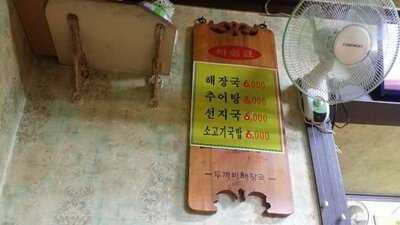 해장국 6,000
추어탕 6,000
선지국 6,000
소고기국밥 6,000
두꺼비해장국